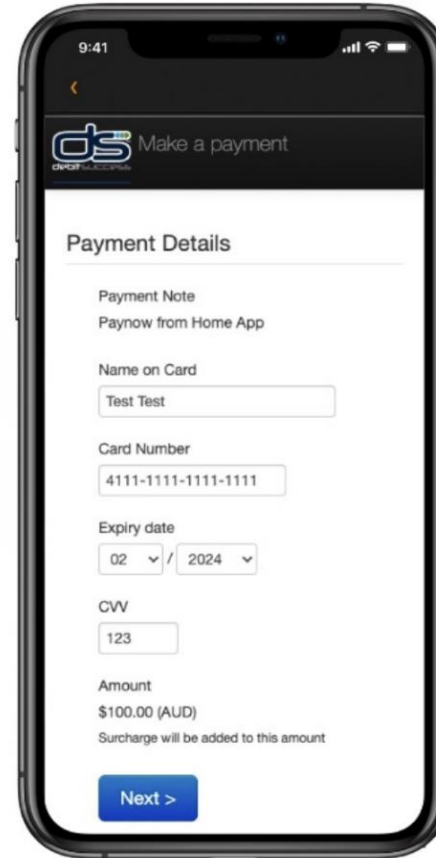 9:41
ds Make a payment
debitsuccess
Payment Details
Payment Note
Paynow from Home App
Name on Card
Test Test
Card Number
4111-1111-1111-1111
Expiry date
02 / 2024
CVV
123
Amount
$100.00 (AUD)
Surcharge will be added to this amount
Next >